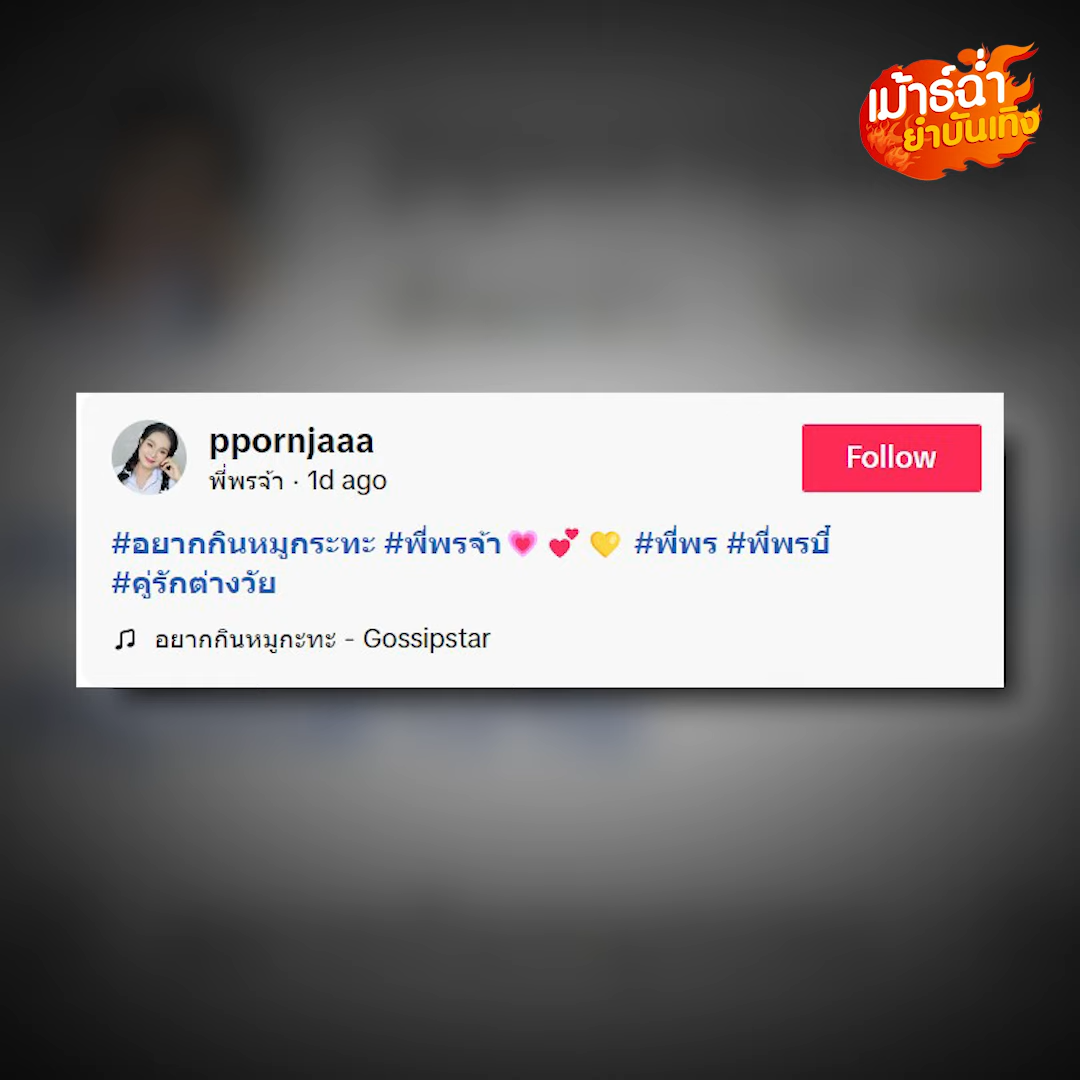 เม้าธ์ฉ่ำ
ยำบันเทิง
ppornjaaa
พี่พรจ๋า · 1d ago
Follow
#อยากกินหมูกระทะ #พี่พรจ๋า💗 💕 💛 #พี่พร #พี่พรบี๋
#คู่รักต่างวัย
อยากกินหมูกะทะ - Gossipstar